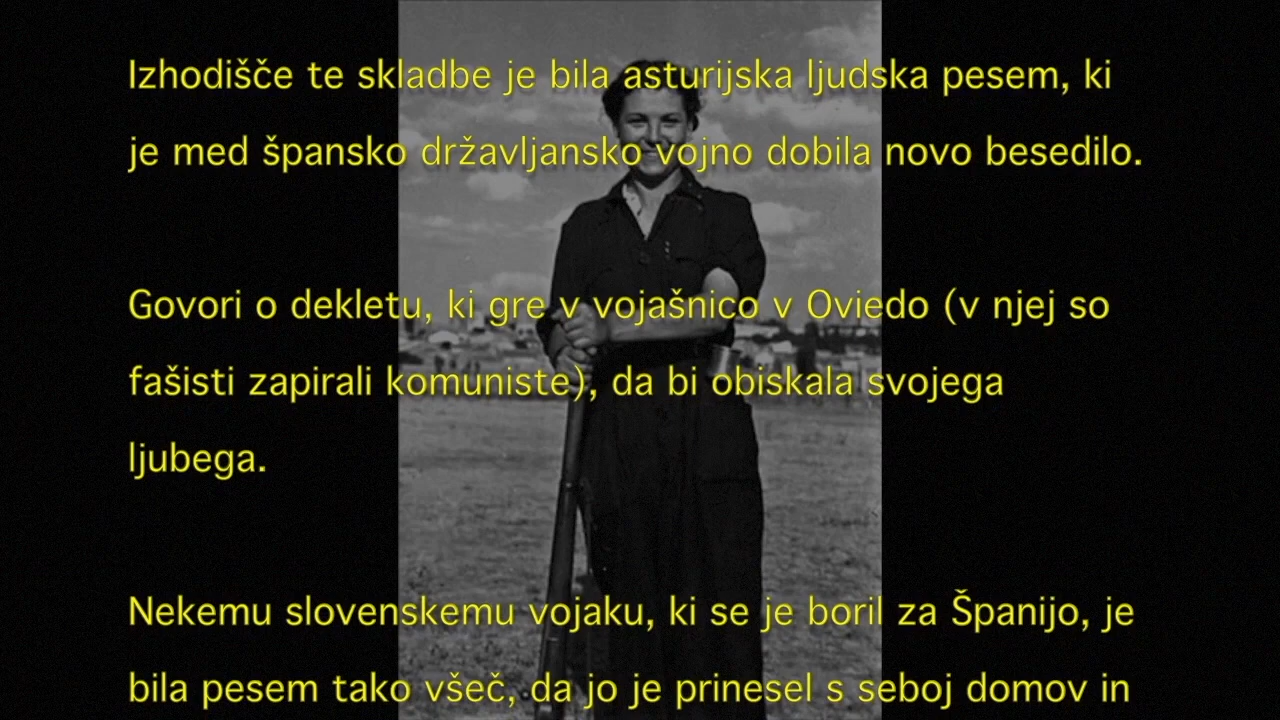 Izhodišče te skladbe je bila asturijska ljudska pesem, ki
je med špansko državljansko vojno dobila novo besedilo.
Govori o dekletu, ki gre v vojašnico v Oviedo (v njej so
fašisti zapirali komuniste), da bi obiskala svojega
ljubega.
Nekemu slovenskemu vojaku, ki se je boril za Španijo, je
bila pesem tako všeč, da jo je prinesel s seboj domov in